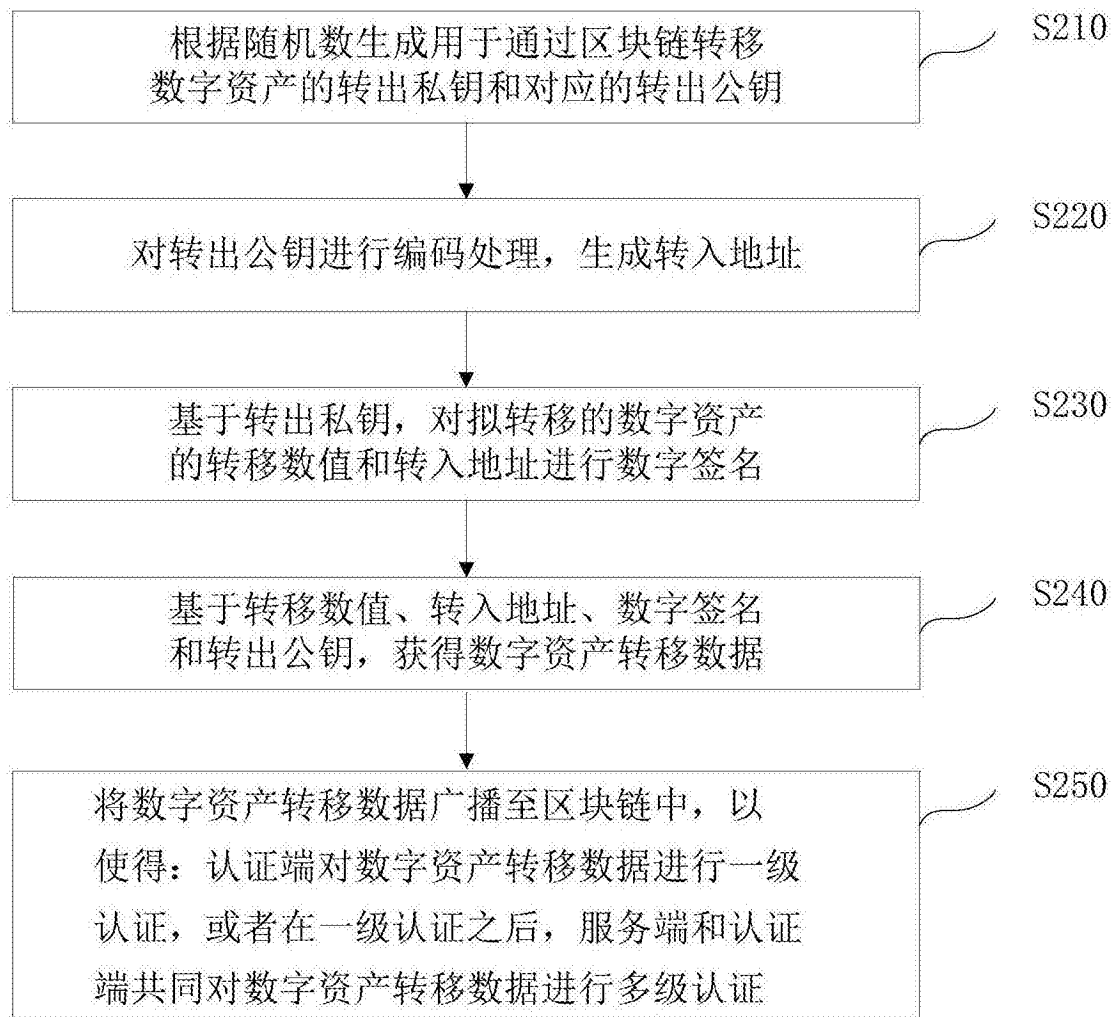 根据随机数生成用于通过区块链转移
数字资产的转出私钥和对应的转出公钥
S210
对转出公钥进行编码处理，生成转入地址
S220
基于转出私钥，对拟转移的数字资产
的转移数值和转入地址进行数字签名
S230
基于转移数值、转入地址、数字签名
和转出公钥，获得数字资产转移数据
S240
将数字资产转移数据广播至区块链中，以
使得：认证端对数字资产转移数据进行一级
认证，或者在一级认证之后，服务端和认证
端共同对数字资产转移数据进行多级认证
S250